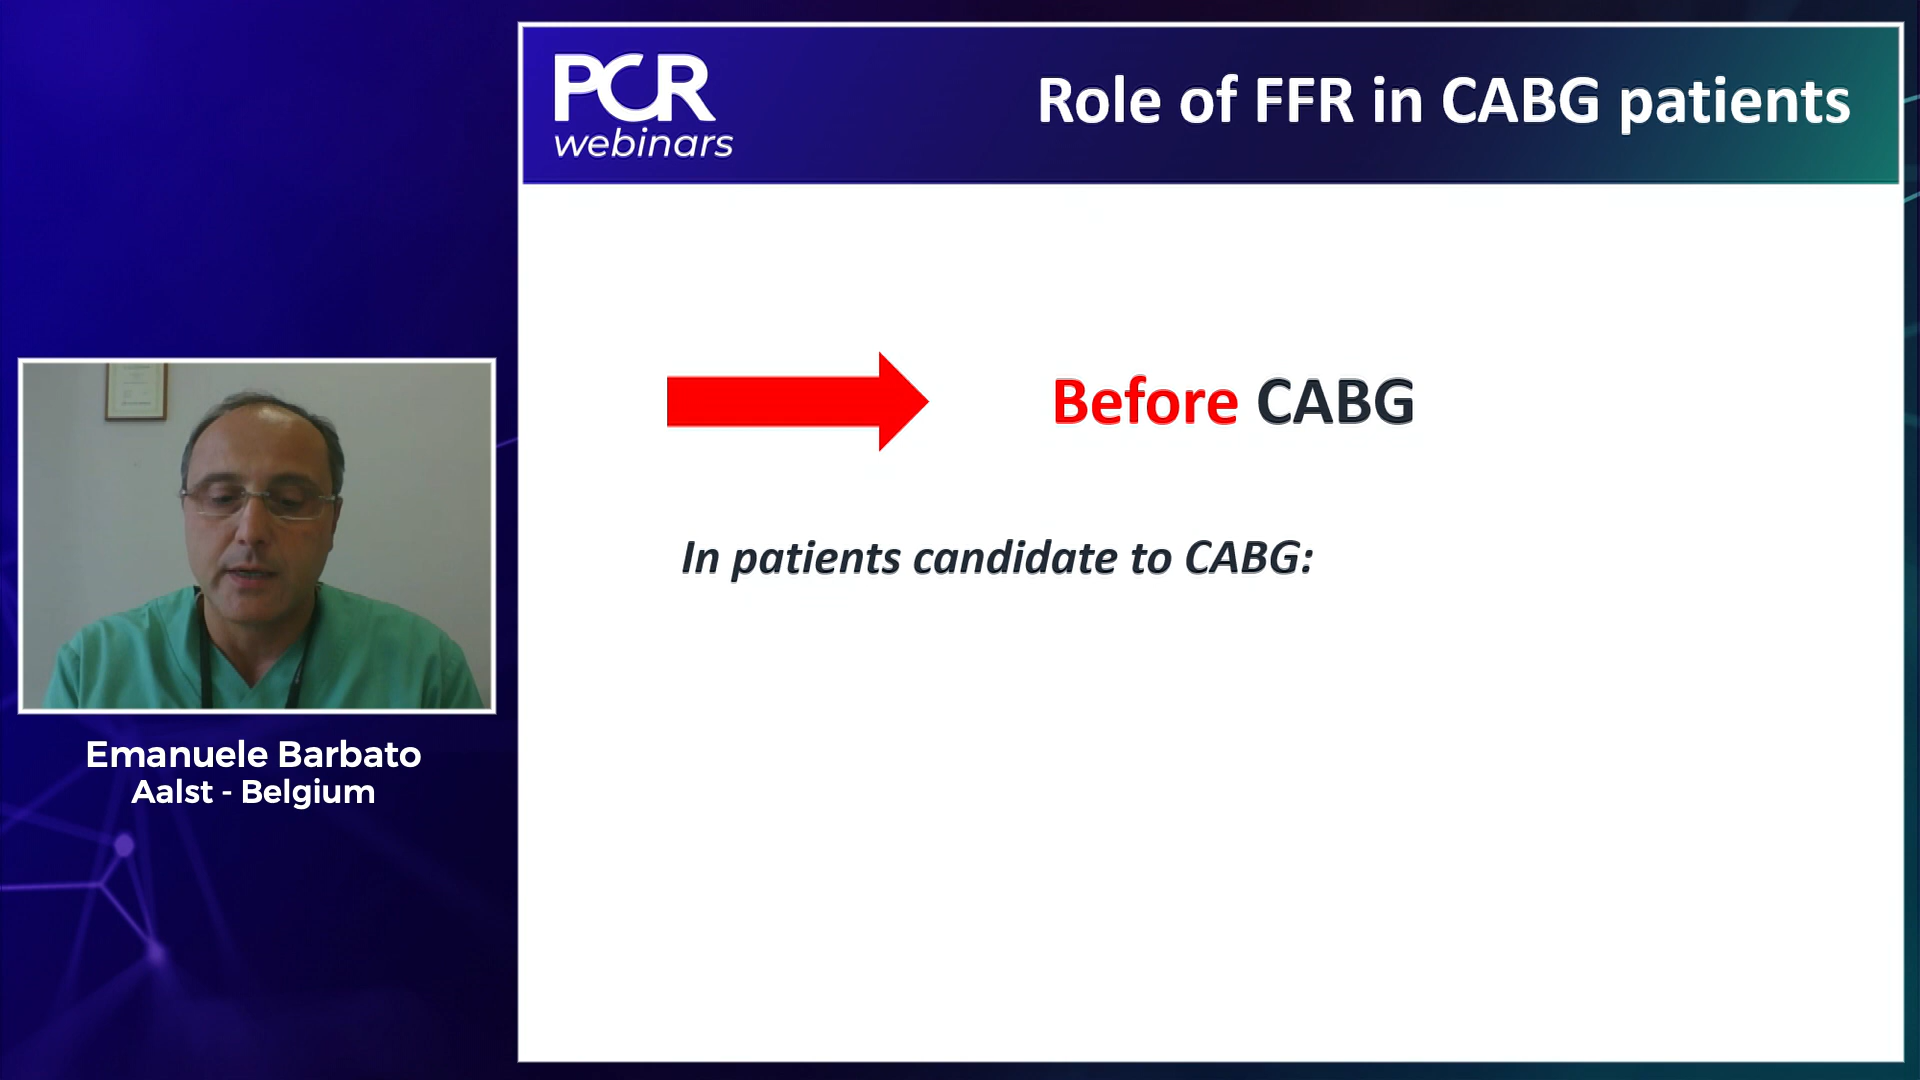 PCR
webinars
Role of FFR in CABG patients
Before CABG
In patients candidate to CABG:
Emanuele Barbato
Aalst - Belgium